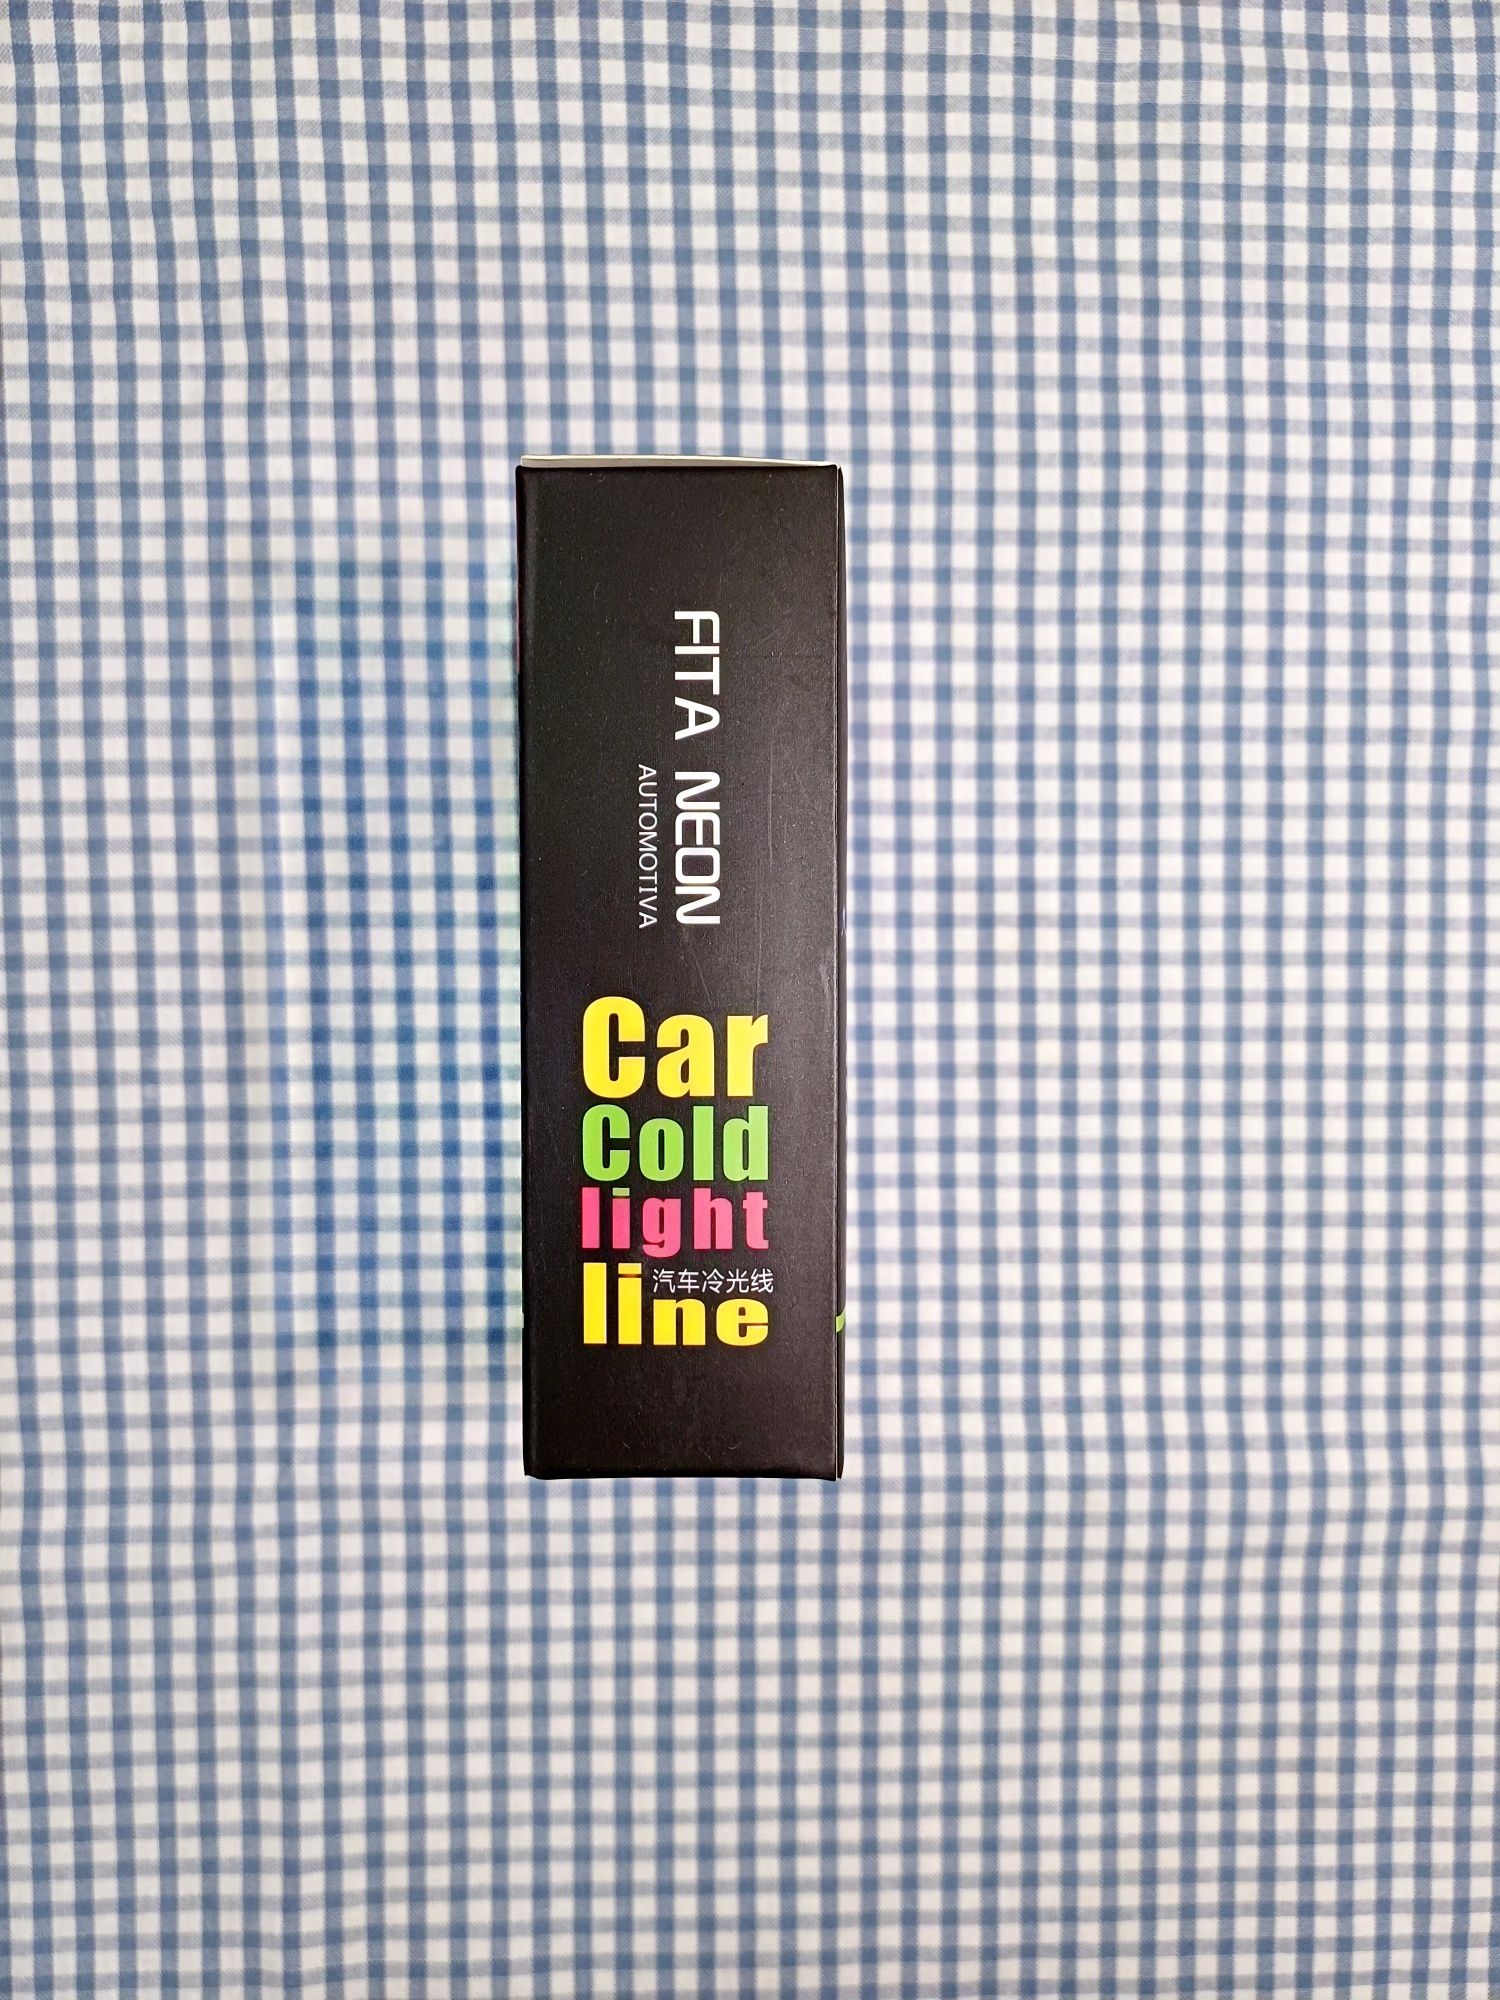 FITA NEON
AUTOMOTIVA
Car
Cold
light
汽车冷光线
line